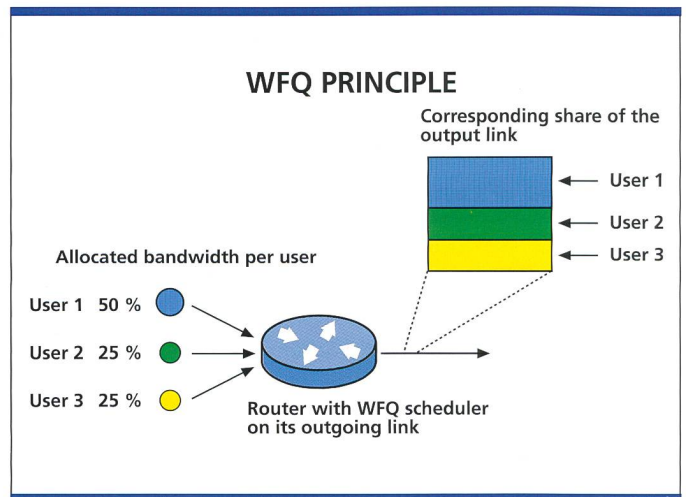 WFQ PRINCIPLE
Corresponding share of the
output link
User 1
User 2
User 3
Allocated bandwidth per user
User 1 50 %
User 2 25 %
User 3 25 %
Router with WFQ scheduler
on its outgoing link